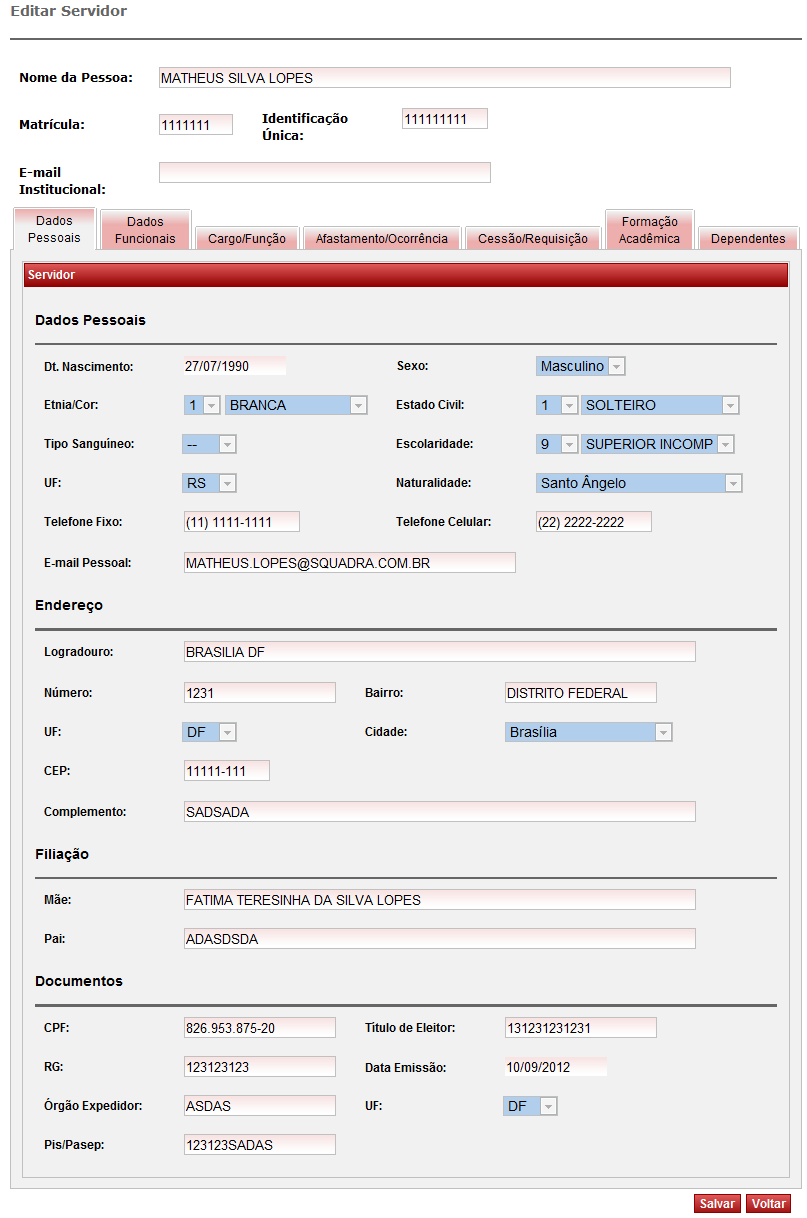 Editar Servidor
Nome da Pessoa: MATHEUS SILVA LOPES
Matrícula: 1111111 Identificação Única: 111111111
E-mail Institucional:
Dados Pessoais Dados Funcionais Cargo/Função Afastamento/Ocorrência Cessão/Requisição Formação Acadêmica Dependentes
Servidor
Dados Pessoais
Dt. Nascimento: 27/07/1990 Sexo: Masculino
Etnia/Cor: 1 BRANCA Estado Civil: 1 SOLTEIRO
Tipo Sanguíneo: -- Escolaridade: 9 SUPERIOR INCOMP
UF: RS Naturalidade: Santo Ângelo
Telefone Fixo: (11) 1111-1111 Telefone Celular: (22) 2222-2222
E-mail Pessoal: MATHEUS.LOPES@SQUADRA.COM.BR
Endereço
Logradouro: BRASILIA DF
Número: 1231 Bairro: DISTRITO FEDERAL
UF: DF Cidade: Brasília
CEP: 11111-111
Complemento: SADSADA
Filiação
Mãe: FATIMA TERESINHA DA SILVA LOPES
Pai: ADASDSDA
Documentos
CPF: 826.953.875-20 Título de Eleitor: 131231231231
RG: 123123123 Data Emissão: 10/09/2012
Órgão Expedidor: ASDAS UF: DF
Pis/Pasep: 123123SADAS
Salvar Voltar